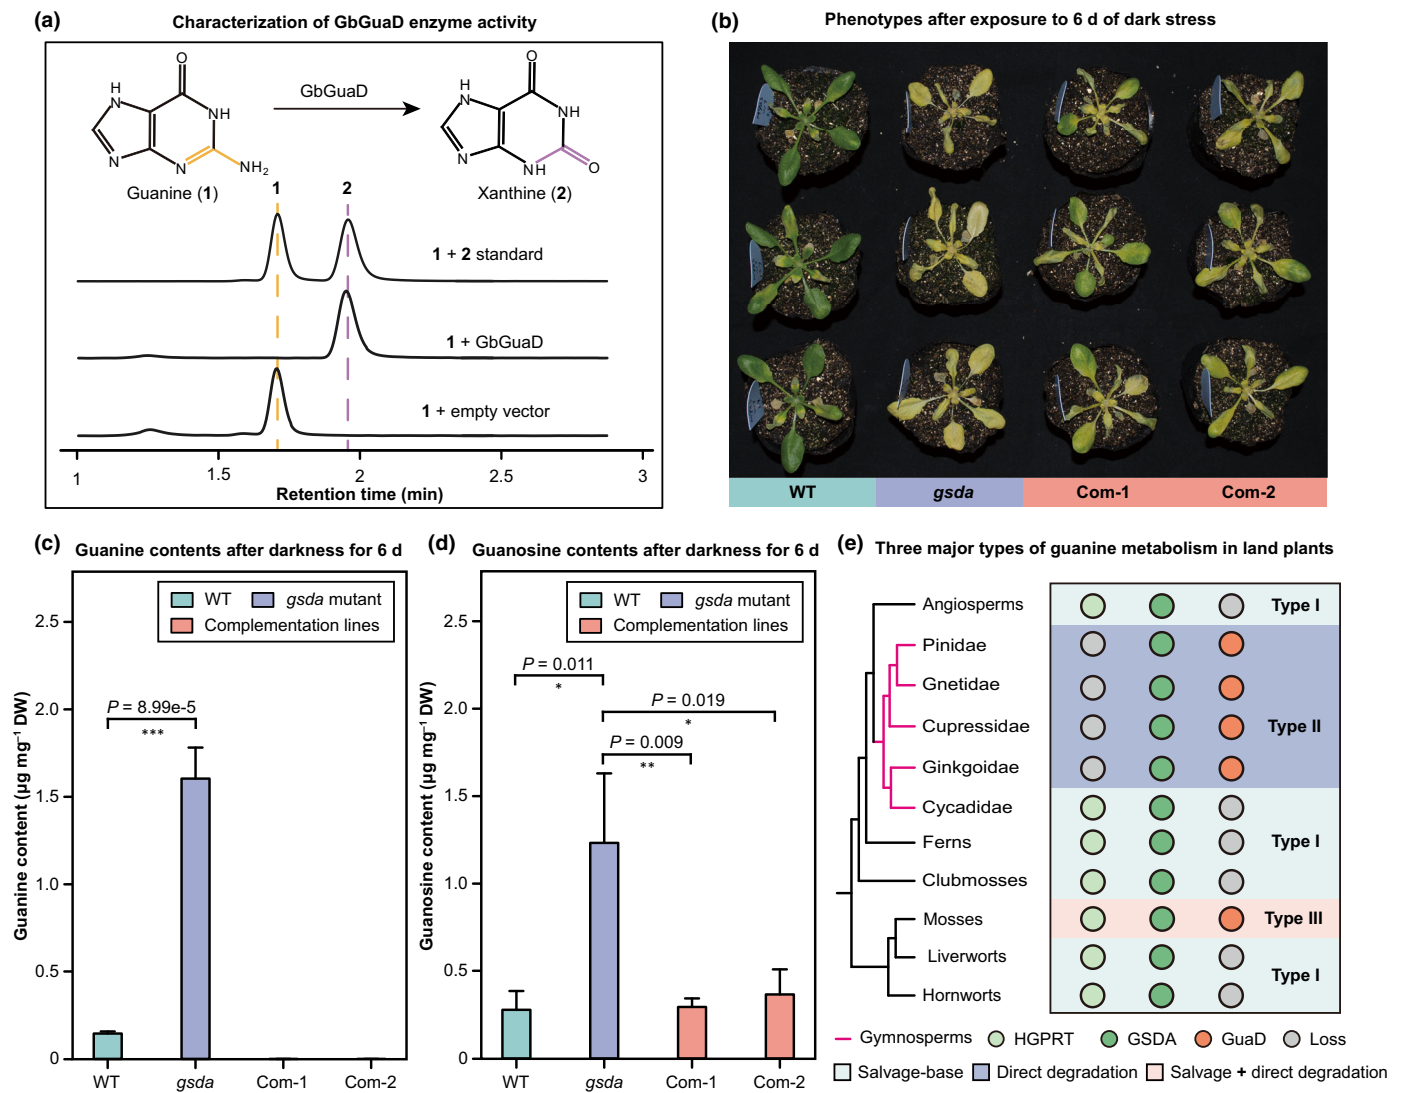 (a) Characterization of GbGuaD enzyme activity
O
H
N
NH
N
N
NH₂
Guanine (1)
GbGuaD
O
H
N
NH
N
NH
O
Xanthine (2)
1 2
1 + 2 standard
1 + GbGuaD
1 + empty vector
1 1.5 2 2.5 3
Retention time (min)
(b) Phenotypes after exposure to 6 d of dark stress
WT gsda Com-1 Com-2
(c) Guanine contents after darkness for 6 d
WT gsda mutant
Complementation lines
Guanine content (µg mg⁻¹ DW)
2.5
2.0
1.5
1.0
0.5
0
P = 8.99e-5
***
WT gsda Com-1 Com-2
(d) Guanosine contents after darkness for 6 d
WT gsda mutant
Complementation lines
Guanosine content (µg mg⁻¹ DW)
2.5
2.0
1.5
1.0
0.5
0
P = 0.011
*
P = 0.019
*
P = 0.009
**
WT gsda Com-1 Com-2
(e) Three major types of guanine metabolism in land plants
Angiosperms Type I
Pinidae
Gnetidae
Cupressidae Type II
Ginkgoidae
Cycadidae
Ferns Type I
Clubmosses
Mosses Type III
Liverworts
Type I
Hornworts
Gymnosperms HGPRT GSDA GuaD Loss
Salvage-base Direct degradation Salvage + direct degradation